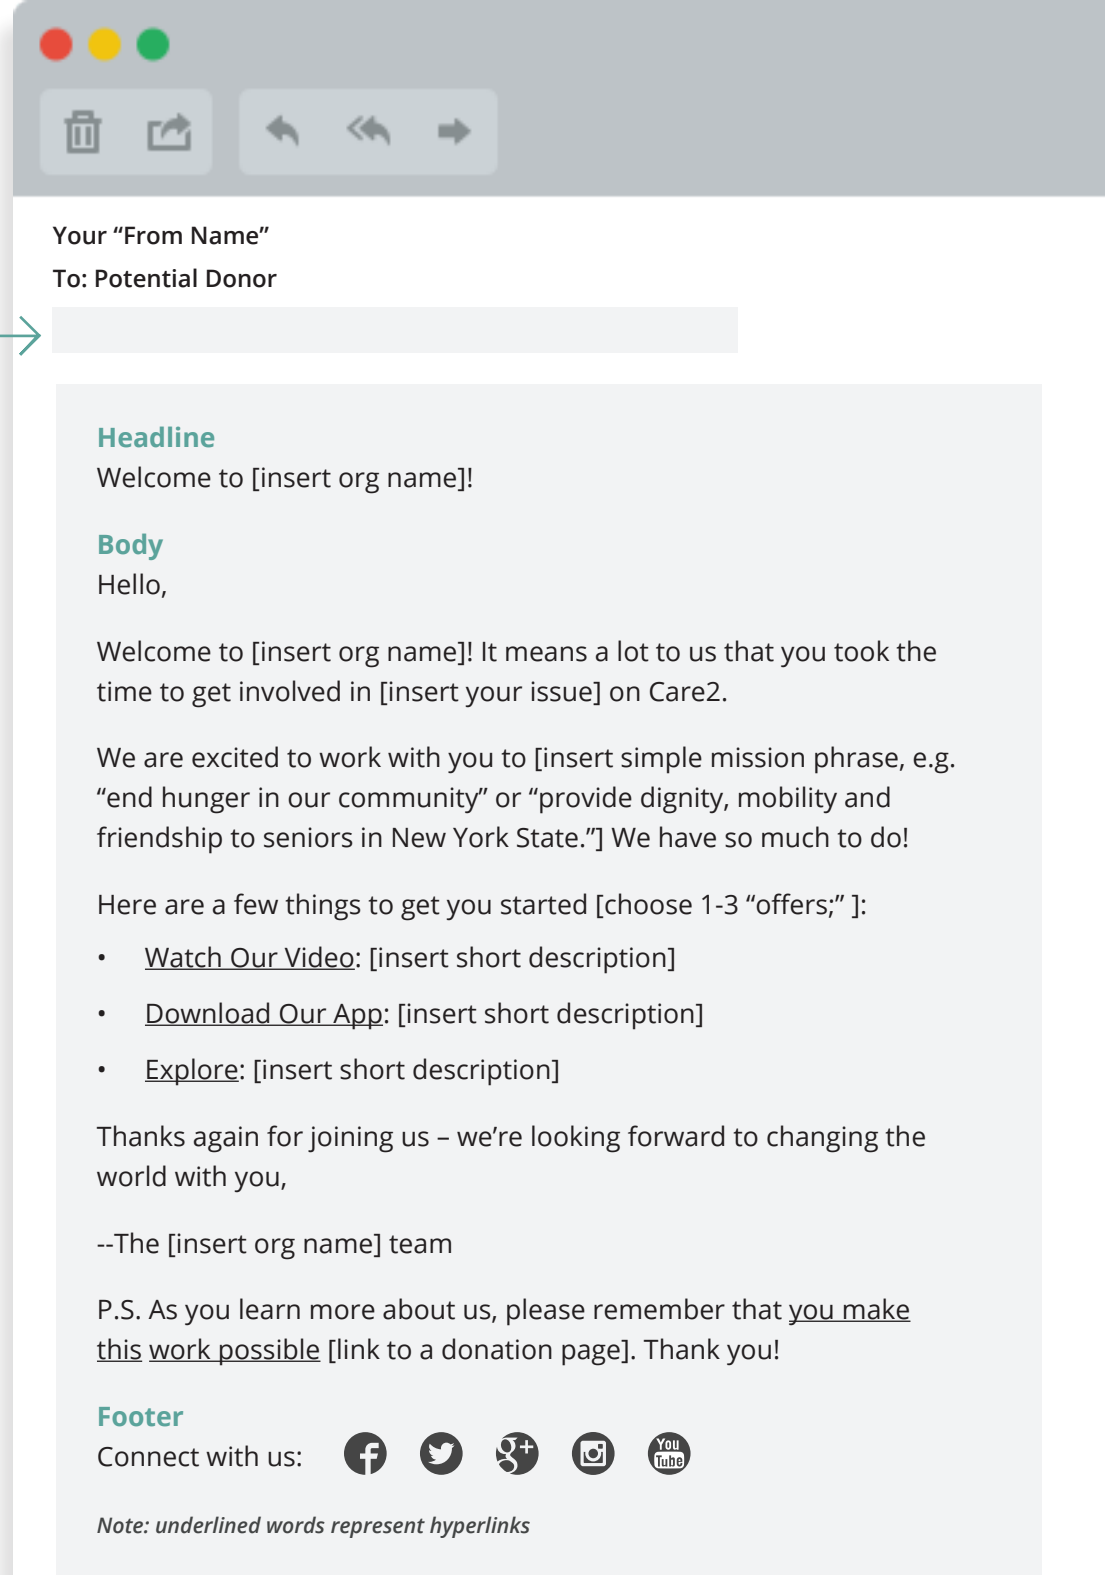 Your “From Name”
To: Potential Donor
Headline
Welcome to [insert org name]!
Body
Hello,
Welcome to [insert org name]! It means a lot to us that you took the
time to get involved in [insert your issue] on Care2.
We are excited to work with you to [insert simple mission phrase, e.g.
“end hunger in our community” or “provide dignity, mobility and
friendship to seniors in New York State.”] We have so much to do!
Here are a few things to get you started [choose 1-3 “offers;” ]:
• Watch Our Video: [insert short description]
• Download Our App: [insert short description]
• Explore: [insert short description]
Thanks again for joining us – we’re looking forward to changing the
world with you,
--The [insert org name] team
P.S. As you learn more about us, please remember that you make
this work possible [link to a donation page]. Thank you!
Footer
Connect with us: f g+ You Tube
Note: underlined words represent hyperlinks